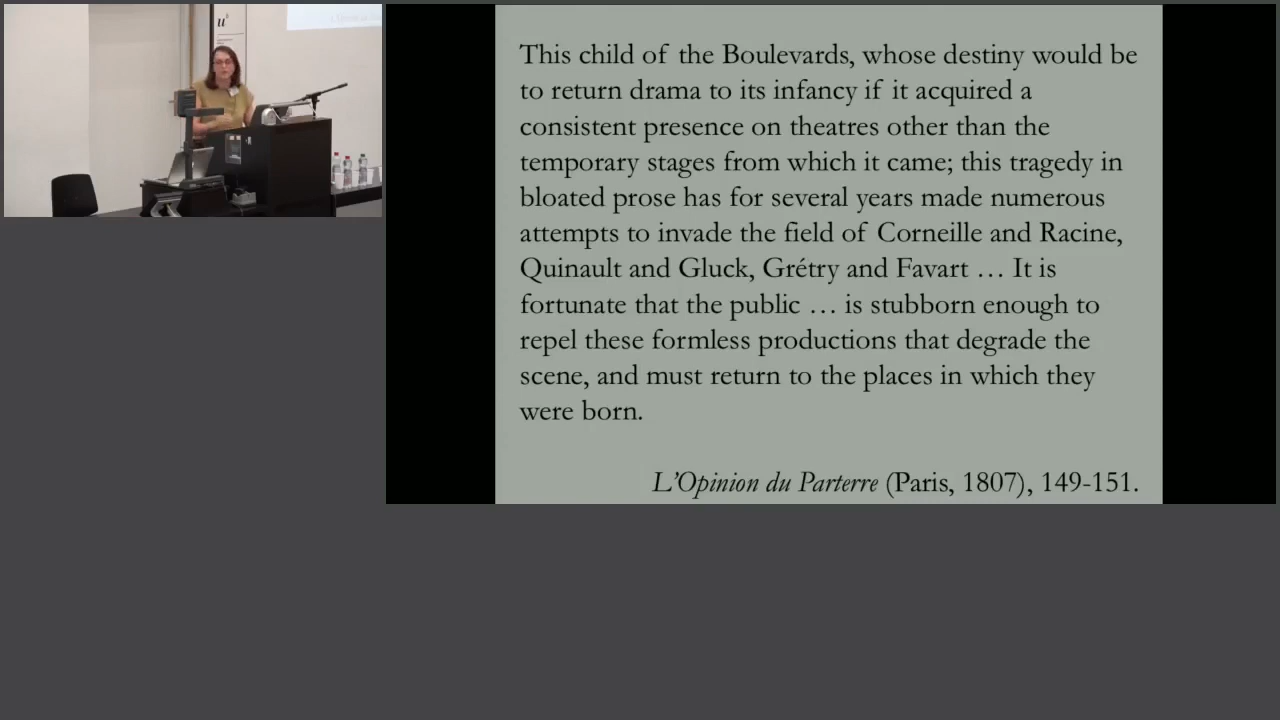 u^b
This child of the Boulevards, whose destiny would be
to return drama to its infancy if it acquired a
consistent presence on theatres other than the
temporary stages from which it came; this tragedy in
bloated prose has for several years made numerous
attempts to invade the field of Corneille and Racine,
Quinault and Gluck, Grétry and Favart … It is
fortunate that the public … is stubborn enough to
repel these formless productions that degrade the
scene, and must return to the places in which they
were born.
L’Opinion du Parterre (Paris, 1807), 149-151.